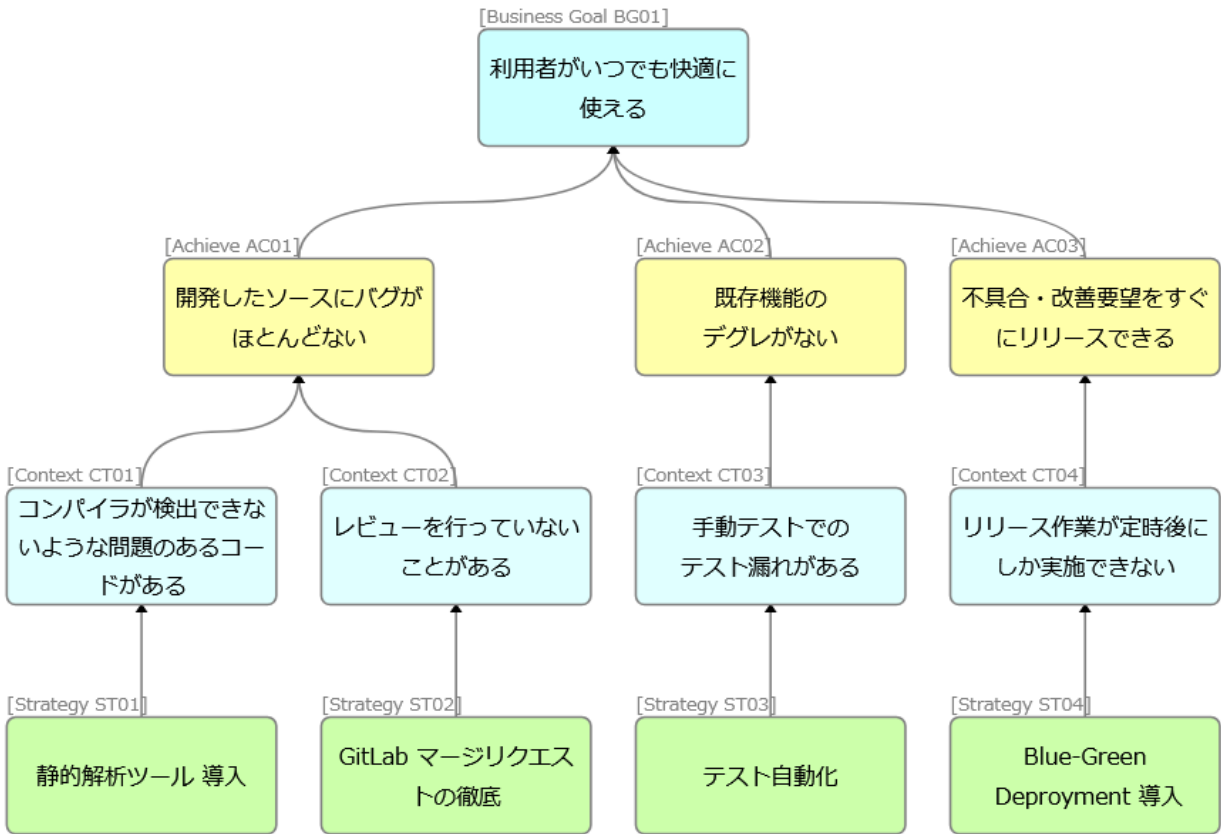 [Business Goal BG01]
利用者がいつでも快適に
使える
[Achieve AC01]
開発したソースにバグが
ほとんどない
[Achieve AC02]
既存機能の
デグレがない
[Achieve AC03]
不具合・改善要望をすぐ
にリリースできる
[Context CT01]
コンパイラが検出できな
いような問題のあるコー
ドがある
[Context CT02]
レビューを行っていない
ことがある
[Context CT03]
手動テストでの
テスト漏れがある
[Context CT04]
リリース作業が定時後に
しか実施できない
[Strategy ST01]
静的解析ツール 導入
[Strategy ST02]
GitLab マージリクエス
トの徹底
[Strategy ST03]
テスト自動化
[Strategy ST04]
Blue-Green
Deproyment 導入